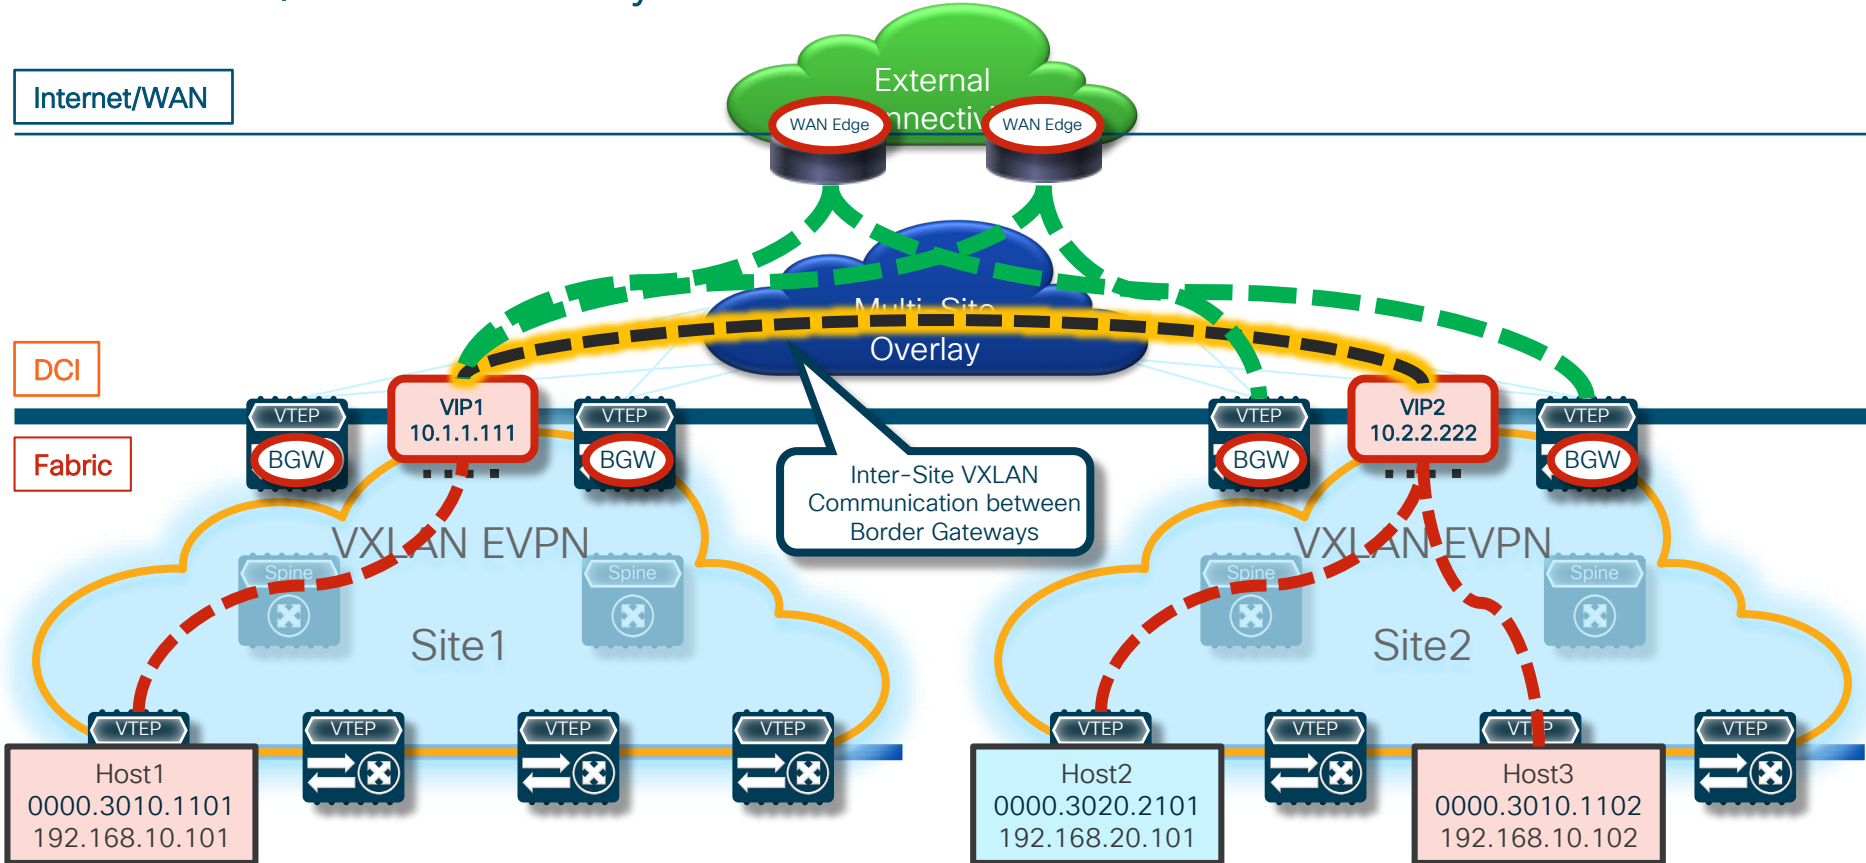 Internet/WAN
External
nnectivi
WAN Edge
WAN Edge
Multi-Site
Overlay
DCI
Fabric
VTEP
BGW
VIP1
10.1.1.111
VTEP
BGW
VTEP
BGW
VIP2
10.2.2.222
VTEP
BGW
Inter-Site VXLAN
Communication between
Border Gateways
VXLAN EVPN
Spine
Spine
Site1
VXLAN EVPN
Spine
Spine
Site2
VTEP
VTEP
VTEP
VTEP
VTEP
VTEP
VTEP
VTEP
Host1
0000.3010.1101
192.168.10.101
Host2
0000.3020.2101
192.168.20.101
Host3
0000.3010.1102
192.168.10.102